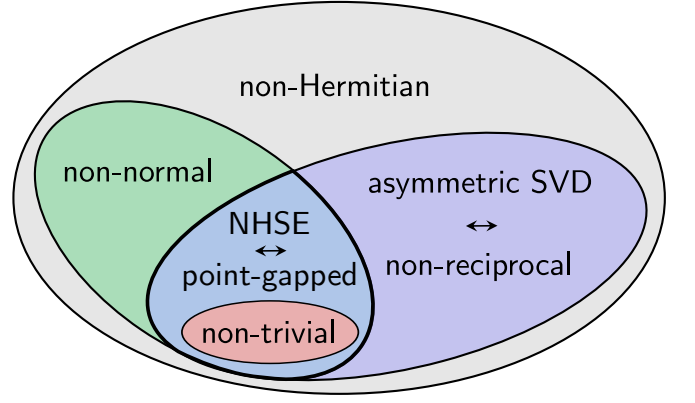 non-Hermitian
non-normal
asymmetric SVD
↔
non-reciprocal
NHSE
↔
point-gapped
non-trivial